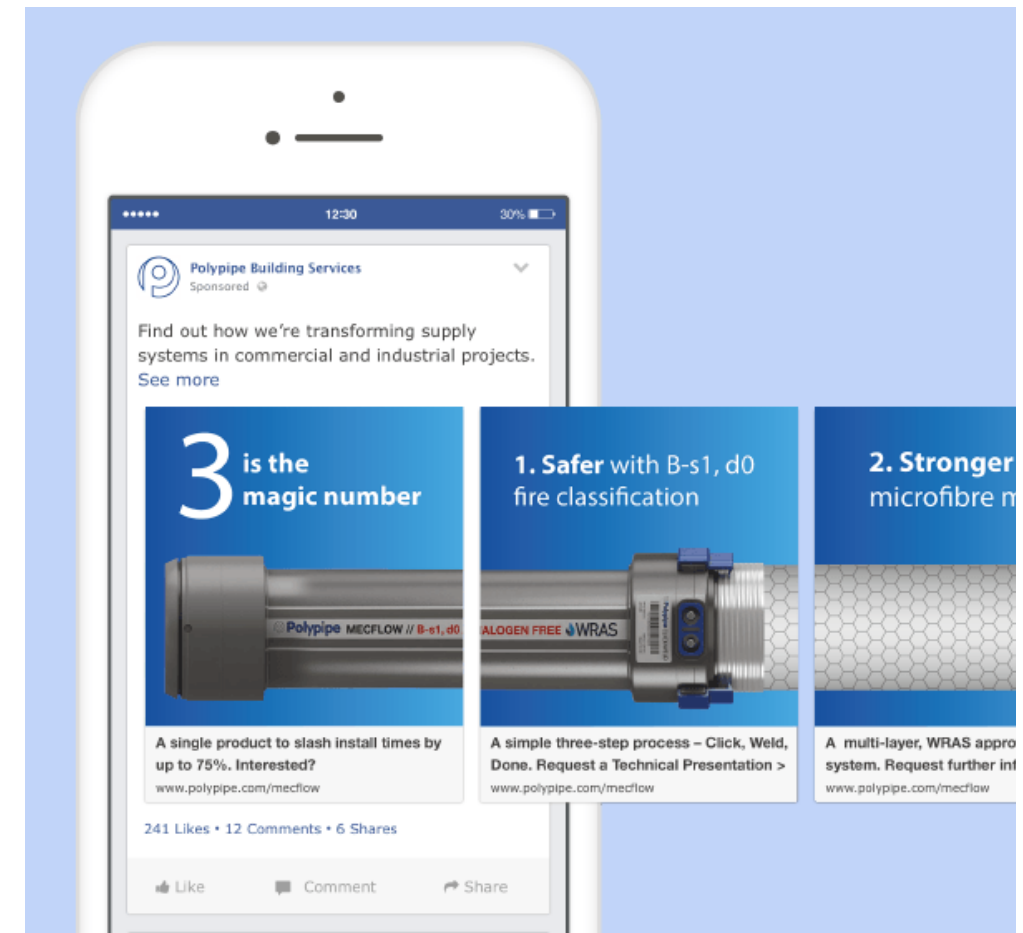 12:30
30%
Polypipe Building Services
Sponsored
Find out how we're transforming supply
systems in commercial and industrial projects.
See more
3 is the
magic number
Polypipe MECFLOW // B-s1, d0
A single product to slash install times by
up to 75%. Interested?
www.polypipe.com/mecflow
1. Safer with B-s1, d0
fire classification
ALOGEN FREE WRAS
Polypipe
A simple three-step process – Click, Weld,
Done. Request a Technical Presentation >
www.polypipe.com/mecflow
2. Stronger
microfibre m
A multi-layer, WRAS appro
system. Request further inf
www.polypipe.com/mecflow
241 Likes • 12 Comments • 6 Shares
Like Comment Share